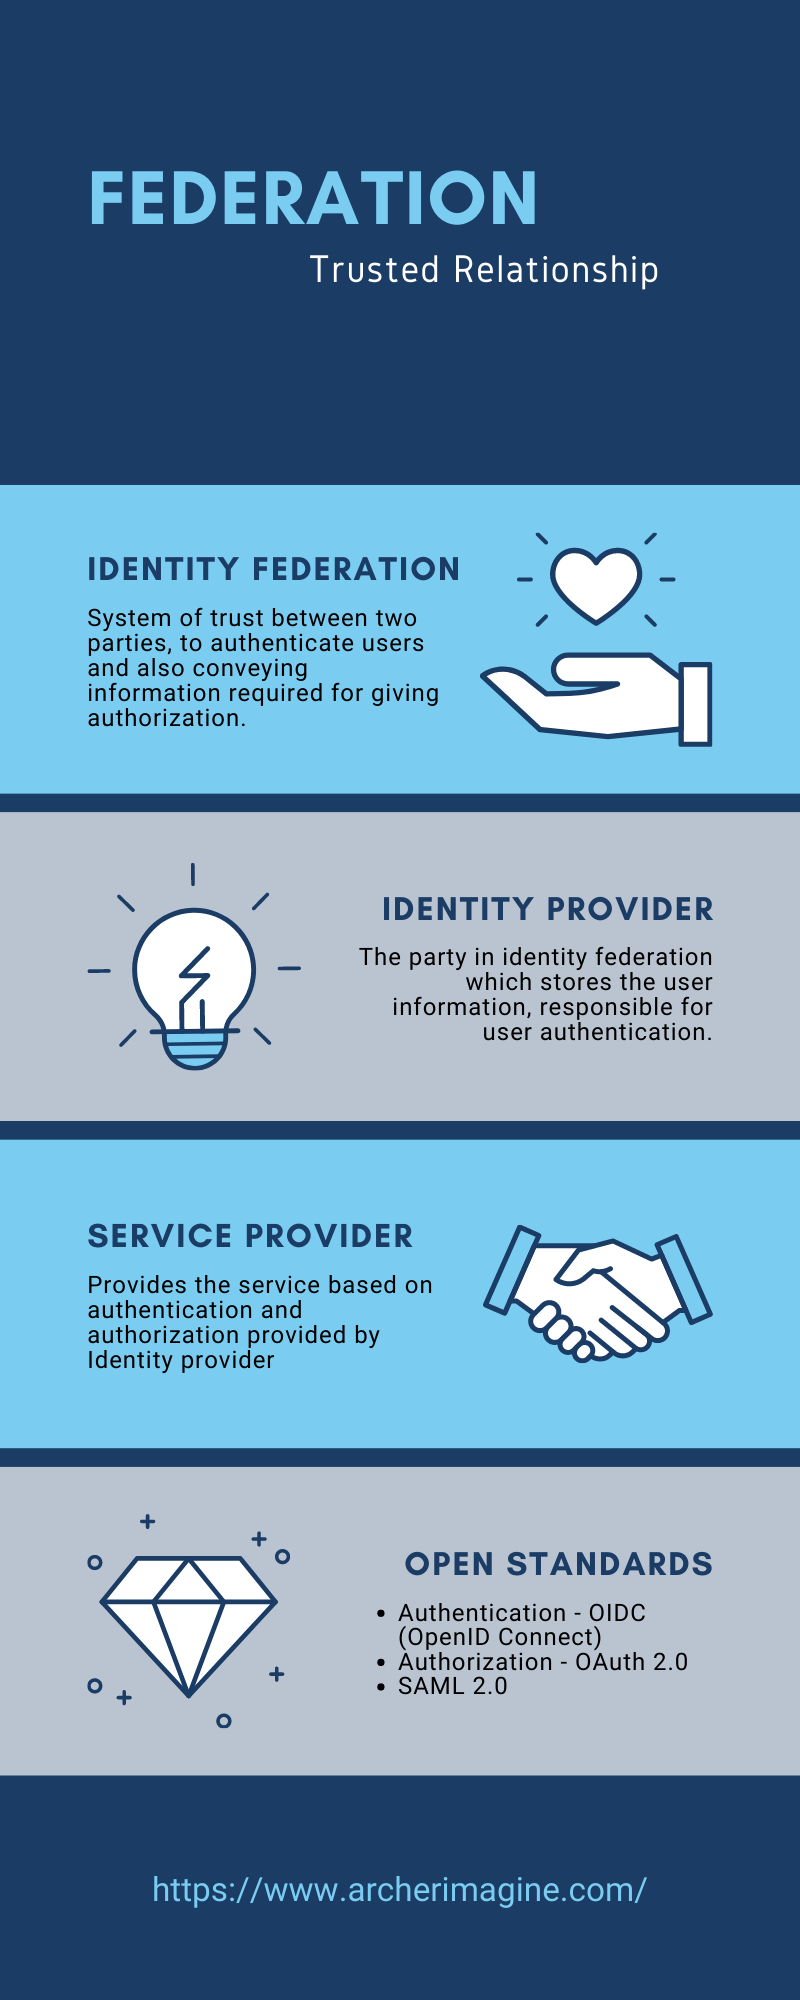 FEDERATION
Trusted Relationship
IDENTITY FEDERATION
System of trust between two
parties, to authenticate users
and also conveying
information required for giving
authorization.
IDENTITY PROVIDER
The party in identity federation
which stores the user
information, responsible for
user authentication.
SERVICE PROVIDER
Provides the service based on
authentication and
authorization provided by
Identity provider
OPEN STANDARDS
• Authentication - OIDC
(OpenID Connect)
• Authorization - OAuth 2.0
• SAML 2.0
https://www.archerimagine.com/